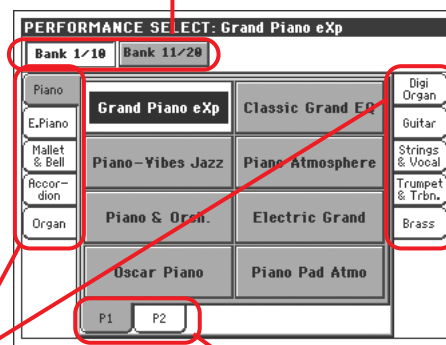 PERFORMANCE SELECT: Grand Piano eXp
Bank 1/10 Bank 11/20
Piano
E.Piano
Mallet
& Bell
Accor-
dion
Organ
Grand Piano eXp Classic Grand EQ
Piano-Vibes Jazz Piano Atmosphere
Piano & Orch. Electric Grand
Oscar Piano Piano Pad Atmo
Digi
Organ
Guitar
Strings
& Vocal
Trumpet
& Trbn.
Brass
P1 P2